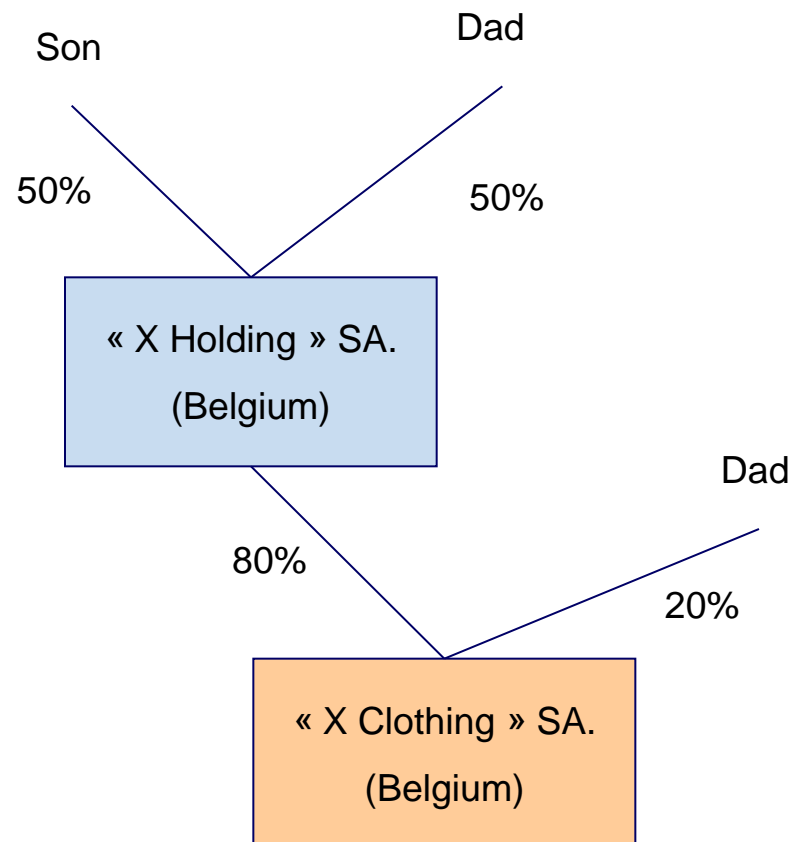 Son
Dad
50%
50%
« X Holding » SA.
(Belgium)
Dad
80%
20%
« X Clothing » SA.
(Belgium)